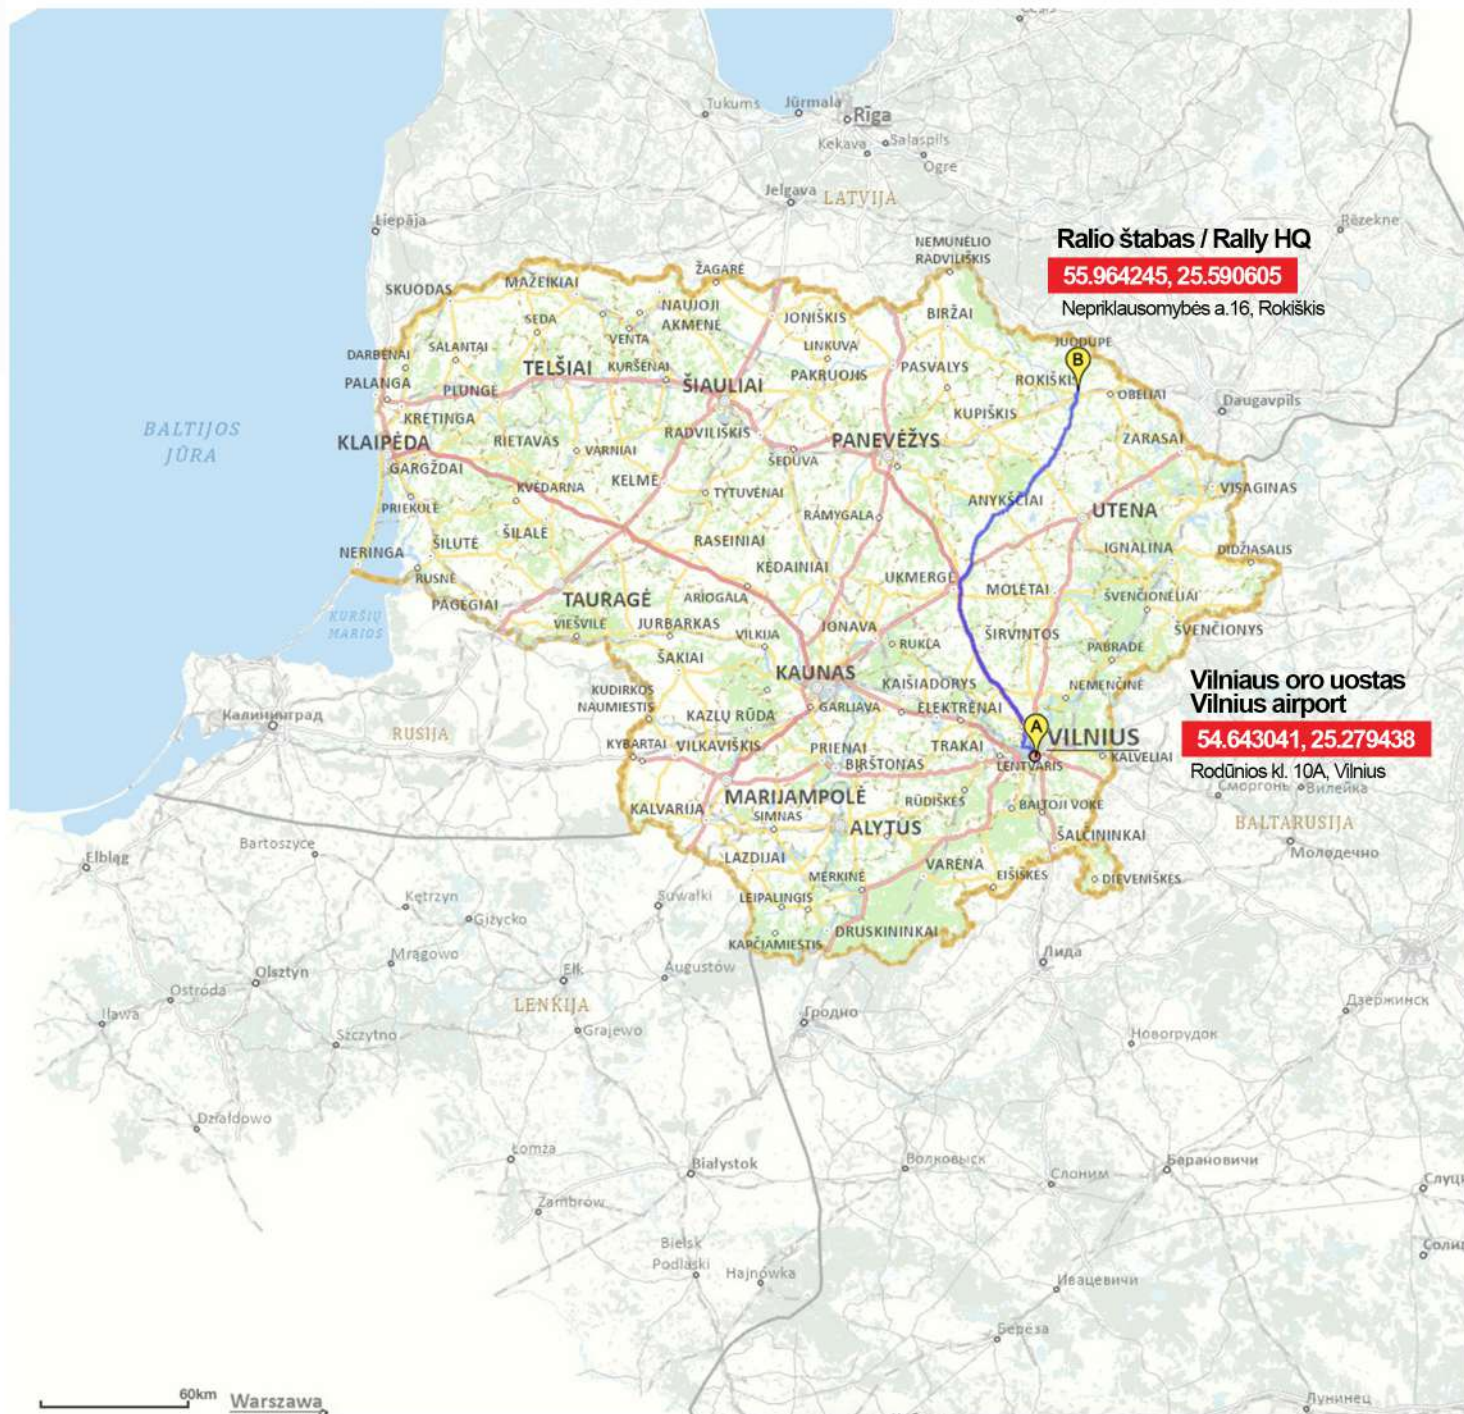 Tukums
Jūrmala
Rīga
Salaspils
Kekava
Ogre
Jelgava
LATVIJA
Liepāja
Rēzekne
Ralio štabas / Rally HQ
55.964245, 25.590605
Nepriklausomybės a.16, Rokiškis
NEMUNĖLIO
RADVILIŠKIS
ŽAGARĖ
MAŽEIKIAI
SKUODAS
NAUJOJI
AKMENĖ
JONIŠKIS
BIRŽAI
SEDA
VENTA
SALANTAI
LINKUVA
JUODUPĖ
B
DARBĖNAI
TELŠIAI
KURŠĖNAI
PAKRUOJIS
PASVALYS
ROKIŠKIS
OBELIAI
PALANGA
PLUNGĖ
ŠIAULIAI
Daugavpils
KRETINGA
KUPIŠKIS
BALTIJOS
JŪRA
KLAIPĖDA
RIETAVAS
RADVILIŠKIS
PANEVĖŽYS
ZARASAI
VARNIAI
GARGŽDAI
ŠEDUVA
KVĖDARNA
KELMĖ
TYTUVĖNAI
ANYKŠČIAI
VISAGINAS
PRIEKULĖ
RAMYGALA
UTENA
ŠILALĖ
ŠILUTĖ
RASEINIAI
IGNALINA
DIDŽIASALIS
NERINGA
KĖDAINIAI
RUSNĖ
UKMERGĖ
MOLĖTAI
ŠVENČIONĖLIAI
PAGĖGIAI
TAURAGĖ
ARIOGALA
KURŠIŲ
MARIOS
VIEŠVILĖ
JURBARKAS
VILKIJA
JONAVA
RUKLA
ŠIRVINTOS
ŠVENČIONYS
PABRADĖ
ŠAKIAI
KAUNAS
KAIŠIADORYS
NEMENČINĖ
Vilniaus oro uostas
Vilnius airport
54.643041, 25.279438
Rodūnios kl. 10A, Vilnius
KUDIRKOS
NAUMIESTIS
KAZLŲ RŪDA
GARLIAVA
ELEKTRĖNAI
A
VILNIUS
Калининград
RUSIJA
KYBARTAI
VILKAVIŠKIS
PRIENAI
BIRŠTONAS
TRAKAI
LENTVARIS
KALVELIAI
Сморгонь
Вилейка
MARIJAMPOLĖ
KALVARIJA
SIMNAS
ALYTUS
RŪDIŠKĖS
BALTOJI VOKĖ
ŠALČININKAI
BALTARUSIJA
Молодечно
Bartoszyce
Elbląg
LAZDIJAI
MERKINĖ
VARĖNA
EIŠIŠKĖS
DIEVENIŠKĖS
Kętrzyn
Suwałki
LEIPALINGIS
Giżycko
DRUSKININKAI
KAPČIAMIESTIS
Mrągowo
Лида
Olsztyn
Ełk
Augustów
Ostróda
LENKIJA
Дзержинск
Iława
Гродно
Szczytno
Grajewo
Новогрудок
Działdowo
Łomża
Białystok
Волковыск
Барановичи
Слоним
Zambrów
Bielsk
Podlaski
Hajnówka
Ивацевичи
Берёза
60km
Warszawa
Лунинец